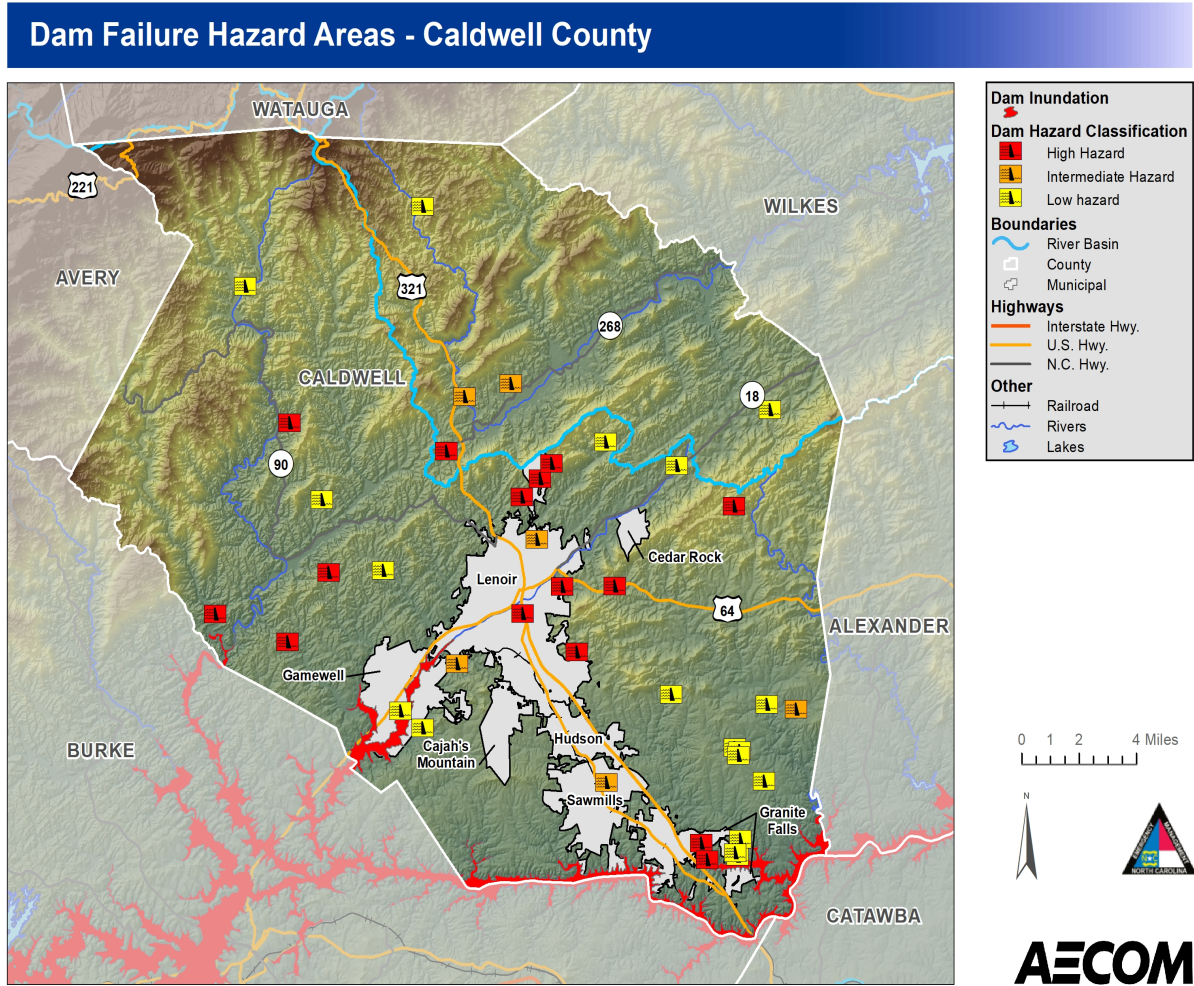 Dam Failure Hazard Areas - Caldwell County
WATAUGA
221
WILKES
AVERY
321
268
CALDWELL
18
90
Cedar Rock
Lenoir
64
ALEXANDER
Gamewell
BURKE
Cajah's
Mountain
Hudson
Sawmills
Granite
Falls
CATAWBA
Dam Inundation
Dam Hazard Classification
High Hazard
Intermediate Hazard
Low hazard
Boundaries
River Basin
County
Municipal
Highways
Interstate Hwy.
U.S. Hwy.
N.C. Hwy.
Other
Railroad
Rivers
Lakes
0 1 2 4 Miles
N
EMERGENCY
MANAGEMENT
NORTH CAROLINA
AECOM